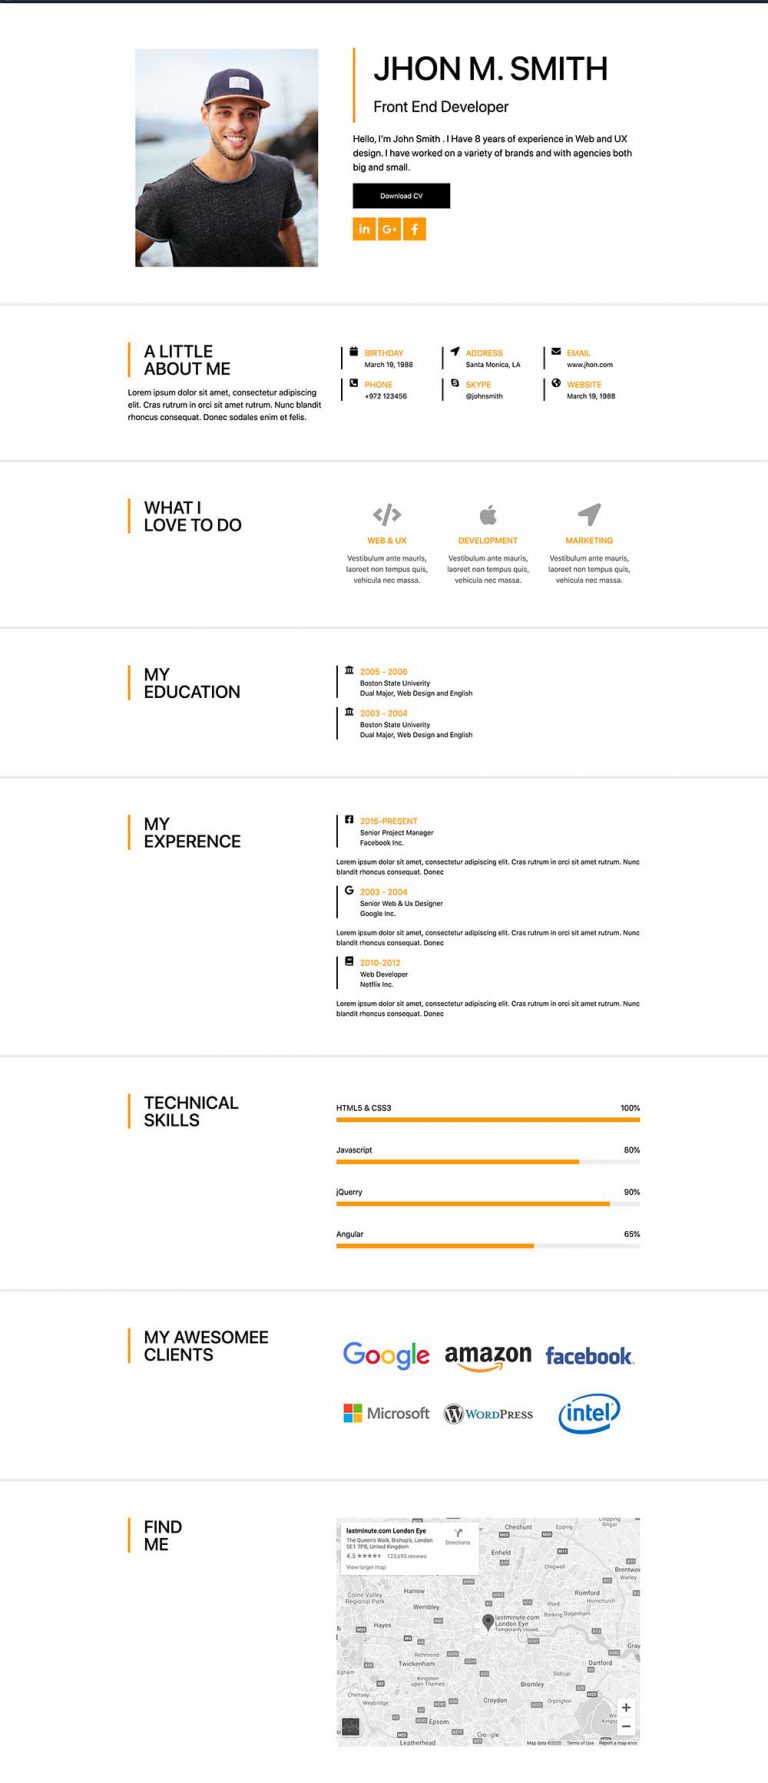 JHON M. SMITH
Front End Developer
Hello, I'm John Smith . I Have 8 years of experience in Web and UX
design. I have worked on a variety of brands and with agencies both
big and small.
Download CV
in G+ f
A LITTLE
ABOUT ME
Lorem ipsum dolor sit amet, consectetur adipiscing
elit. Cras rutrum in orci sit amet rutrum. Nunc blandit
rhoncus consequat. Donec sodales enim et felis.
BIRTHDAY
March 19, 1988
ADDRESS
Santa Monica, LA
EMAIL
www.jhon.com
PHONE
+972 123456
SKYPE
@johnsmith
WEBSITE
March 19, 1988
WHAT I
LOVE TO DO
WEB & UX
Vestibulum ante mauris,
laoreet non tempus quis,
vehicula nec massa.
DEVELOPMENT
Vestibulum ante mauris,
laoreet non tempus quis,
vehicula nec massa.
MARKETING
Vestibulum ante mauris,
laoreet non tempus quis,
vehicula nec massa.
MY
EDUCATION
2005 - 2006
Boston State Univerity
Dual Major, Web Design and English
2003 - 2004
Boston State Univerity
Dual Major, Web Design and English
MY
EXPERENCE
2015-PRESENT
Senior Project Manager
Facebook Inc.
Lorem ipsum dolor sit amet, consectetur adipiscing elit. Cras rutrum in orci sit amet rutrum. Nunc
blandit rhoncus consequat. Donec
2003 - 2004
Senior Web & Ux Designer
Google Inc.
Lorem ipsum dolor sit amet, consectetur adipiscing elit. Cras rutrum in orci sit amet rutrum. Nunc
blandit rhoncus consequat. Donec
2010-2012
Web Developer
Netflix Inc.
Lorem ipsum dolor sit amet, consectetur adipiscing elit. Cras rutrum in orci sit amet rutrum. Nunc
blandit rhoncus consequat. Donec
TECHNICAL
SKILLS
HTML5 & CSS3 100%
Javascript 80%
jQuerry 90%
Angular 65%
MY AWESOMEE
CLIENTS
Google amazon facebook
Microsoft WORDPRESS intel
FIND
ME
lastminute.com London Eye
The Queen's Walk, Bishop's, London
SE1 7PB, United Kingdom
4.5 123,695 reviews
View larger map
Directions
Cheshunt
Epping
Chipping
Ongar
Enfield
Chigwell
Brentwoo
Warley
Colne Valley
Regional Park
Harrow
Wembley
Romford
Hornchurch
Ilford
Barking Dagenham
lastminute.com
London Eye
Temporarily closed
Hayes
Gray
Richmond
Twickenham
Dartford
Egham
Kingston
upon Thames
Sidcup
Bromley
Chertsey
Weybridge
Croydon
Orpington
Epsom
Leatherhead
Google
Map data ©2020 Terms of Use Report a map error